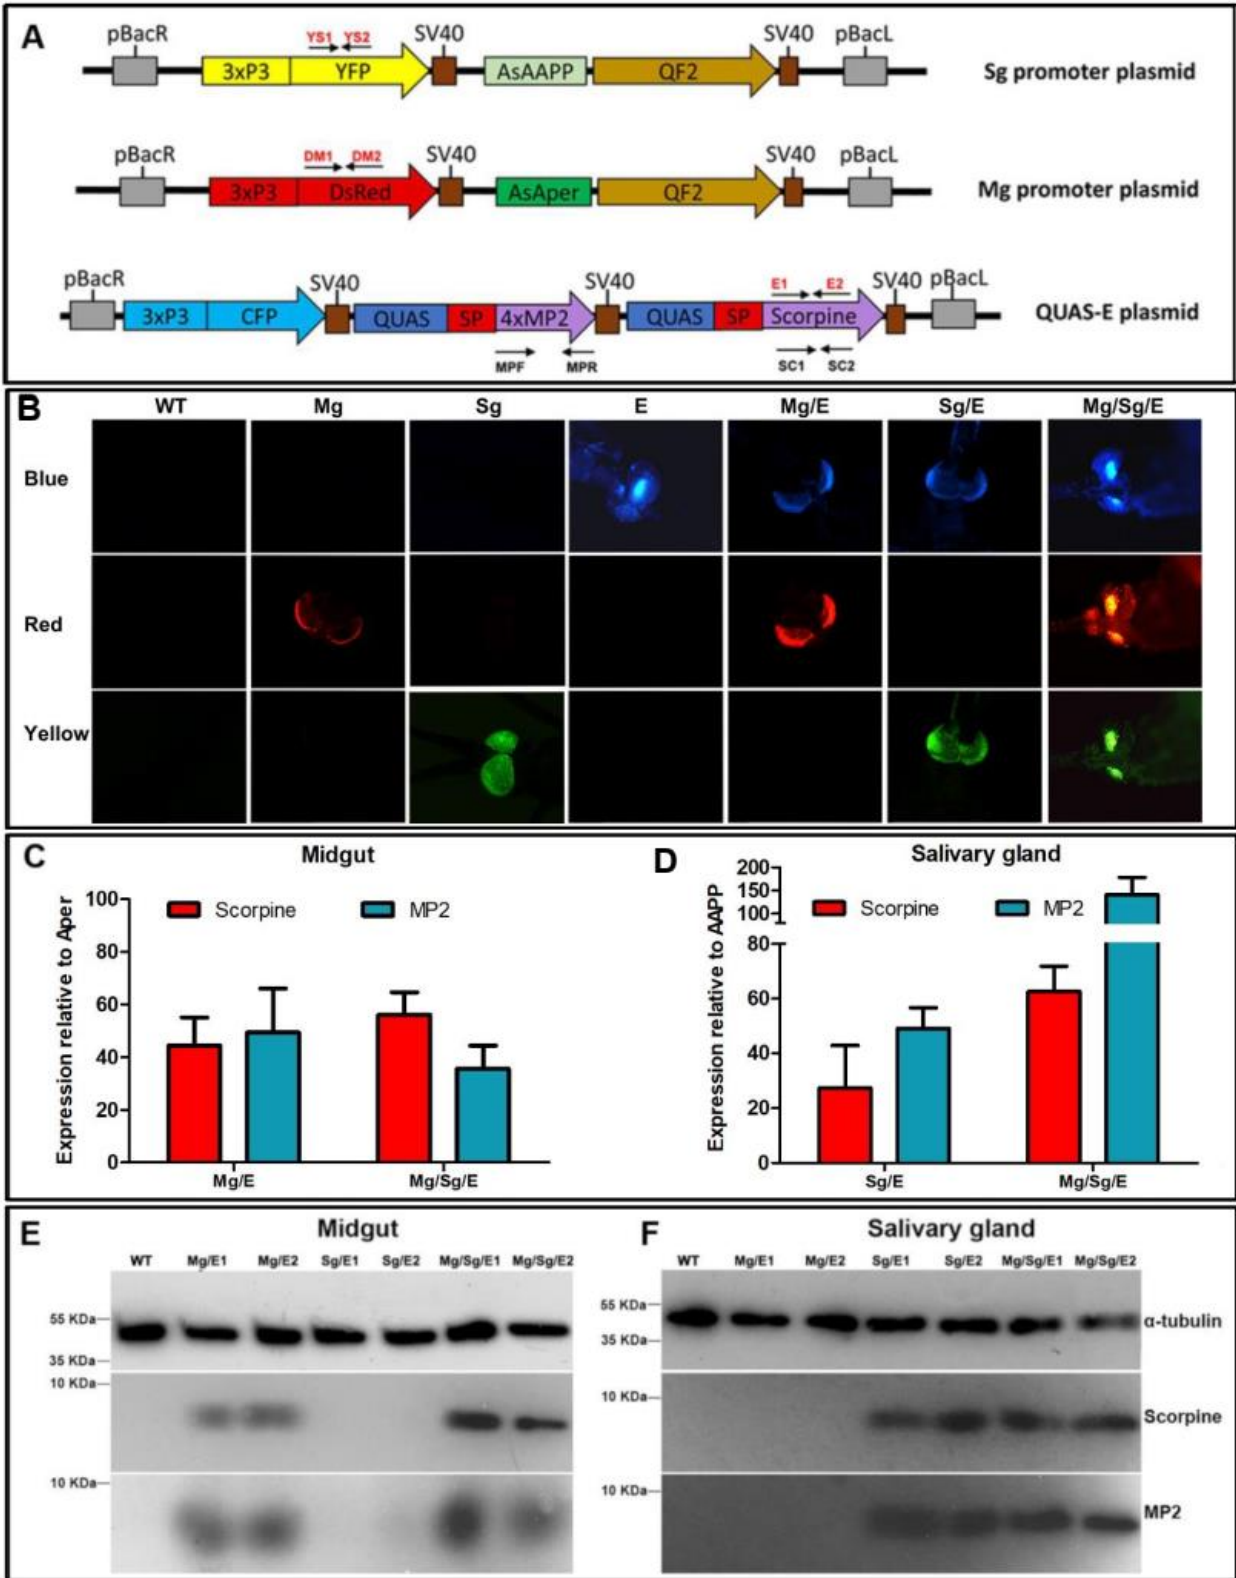 A
pBacR YS1 YS2 SV40 SV40 pBacL
3xP3 YFP AsAAPP QF2 Sg promoter plasmid
pBacR DM1 DM2 SV40 SV40 pBacL
3xP3 DsRed AsAper QF2 Mg promoter plasmid
pBacR SV40 SV40 E1 E2 SV40 pBacL
3xP3 CFP QUAS SP 4xMP2 QUAS SP Scorpine QUAS-E plasmid
MPF MPR SC1 SC2
B WT Mg Sg E Mg/E Sg/E Mg/Sg/E
Blue
Red
Yellow
C Midgut
Expression relative to Aper
100
80
60
40
20
0
Scorpine MP2
Mg/E Mg/Sg/E
D Salivary gland
Expression relative to AAPP
200
150
100
80
60
40
20
0
Scorpine MP2
Sg/E Mg/Sg/E
E Midgut
WT Mg/E1 Mg/E2 Sg/E1 Sg/E2 Mg/Sg/E1 Mg/Sg/E2
55 KDa
35 KDa
10 KDa
10 KDa
F Salivary gland
WT Mg/E1 Mg/E2 Sg/E1 Sg/E2 Mg/Sg/E1 Mg/Sg/E2
55 KDa
α-tubulin
35 KDa
10 KDa
Scorpine
10 KDa
MP2